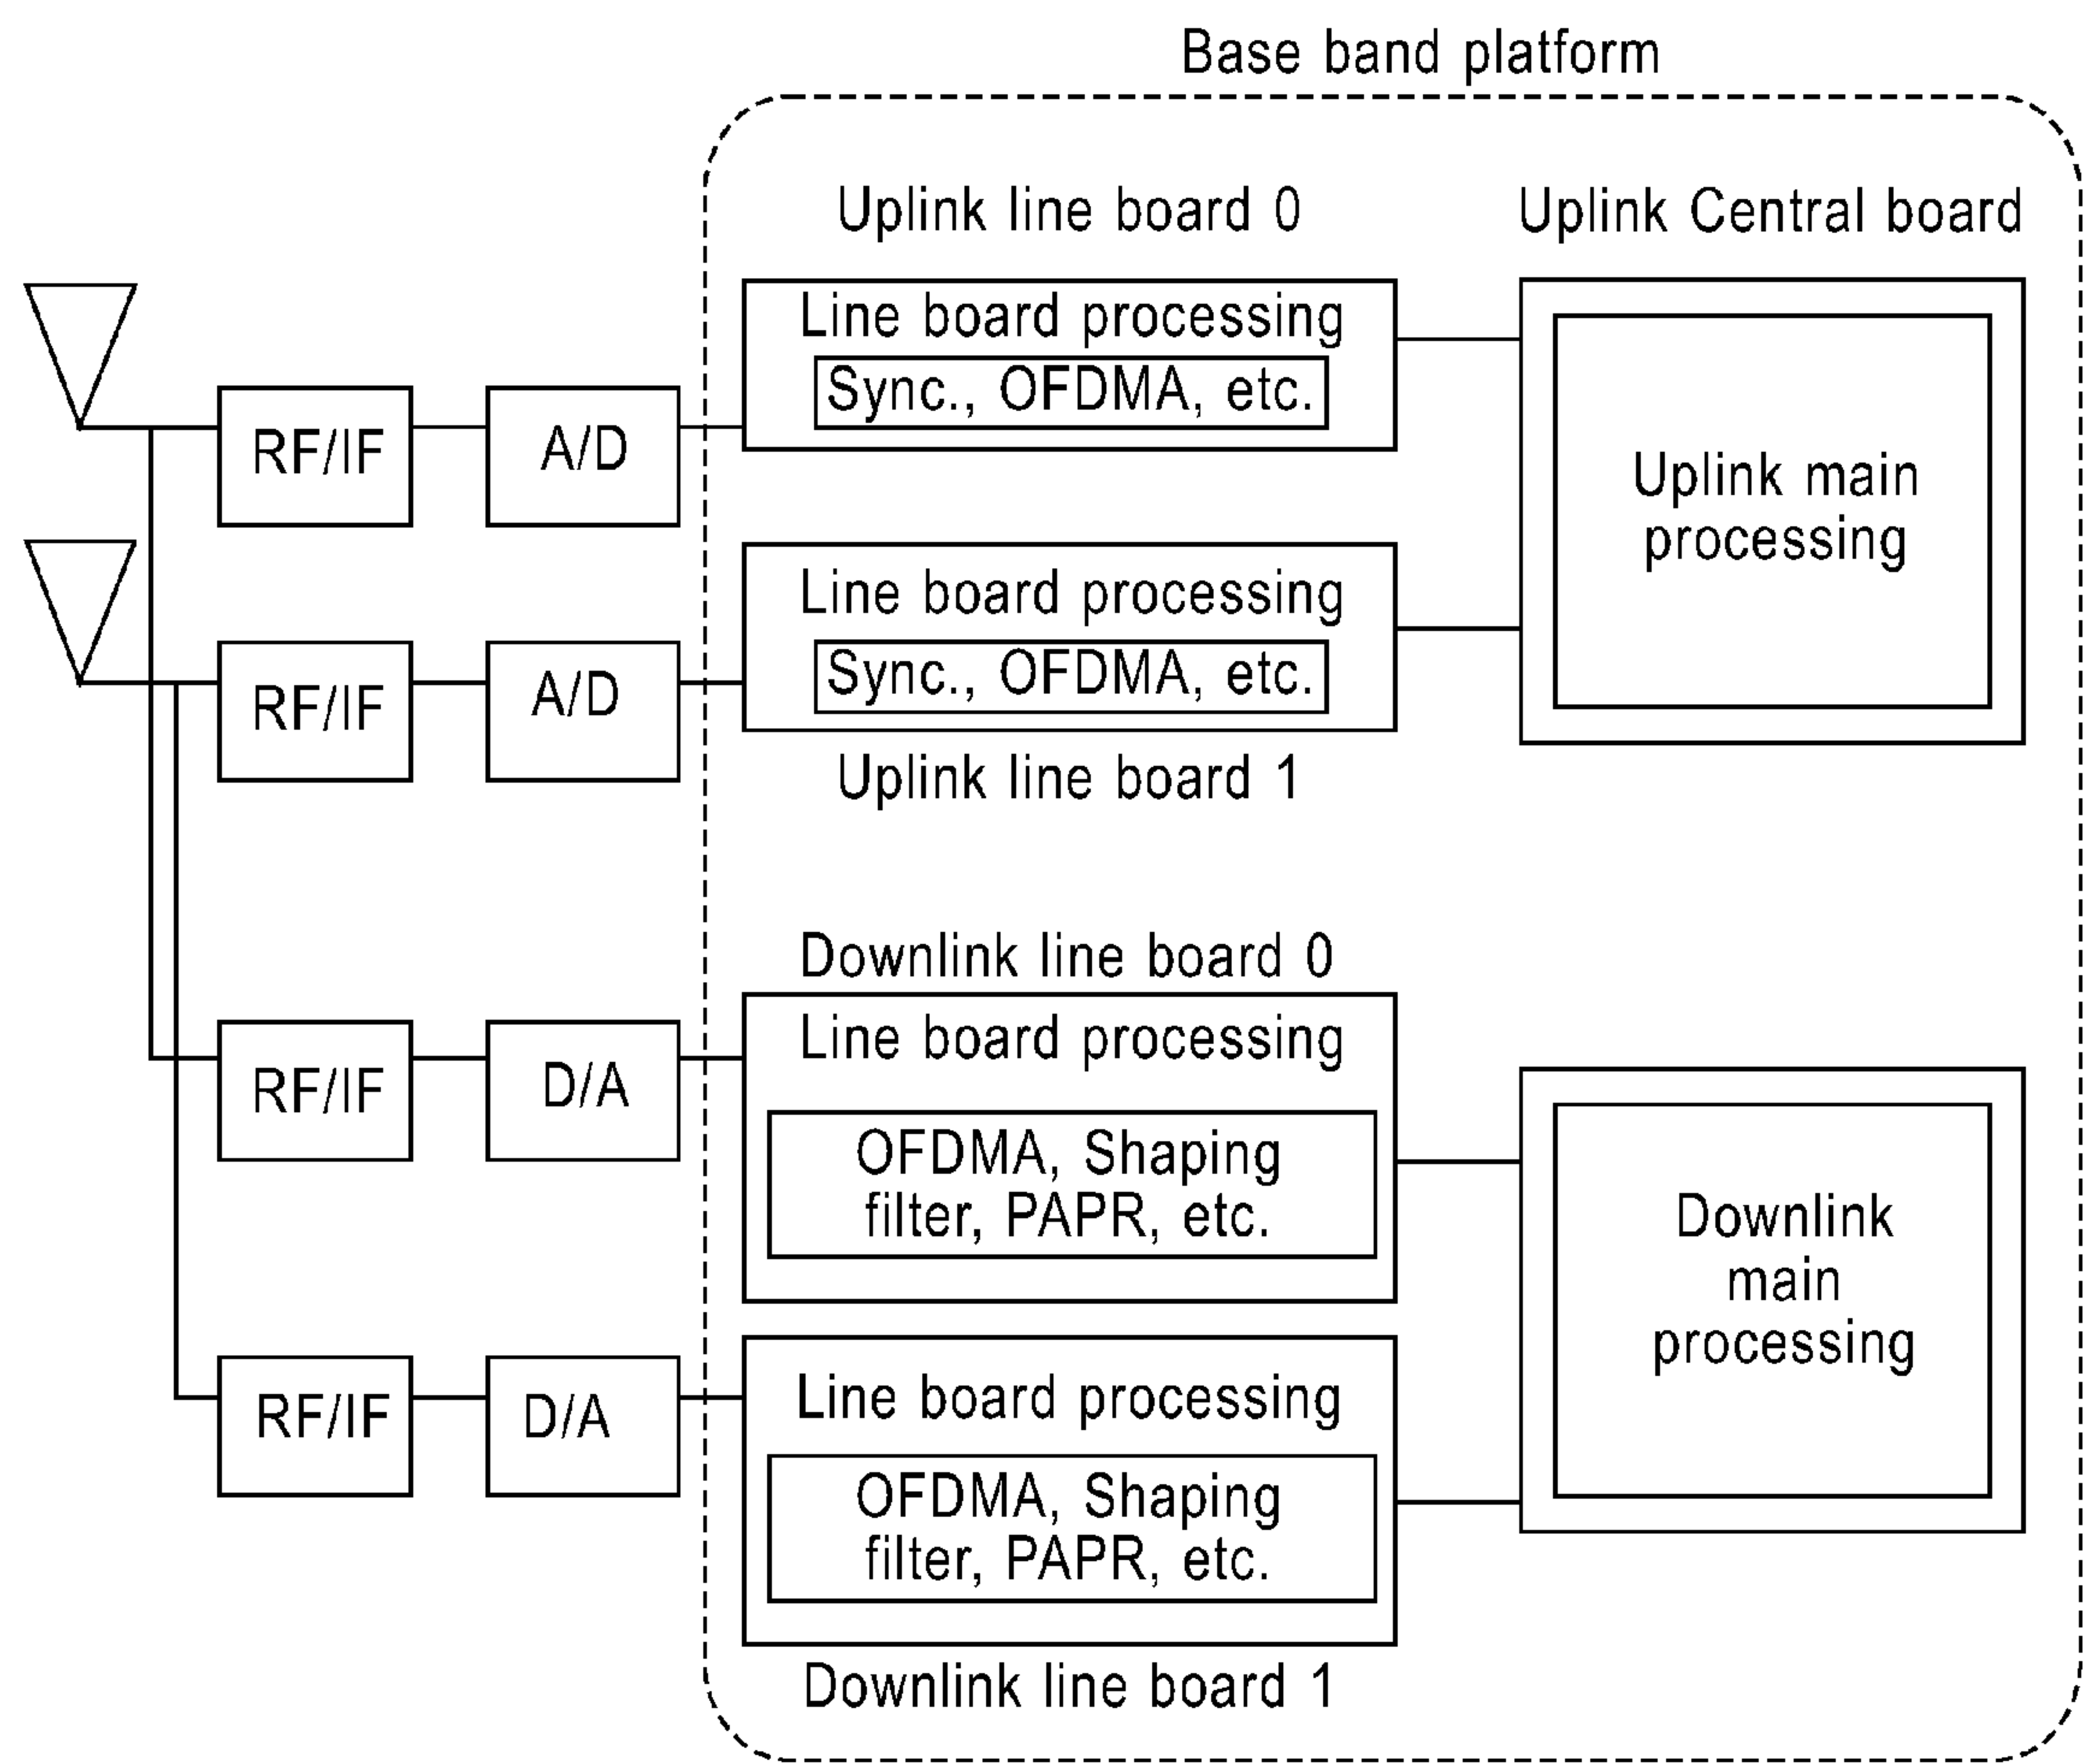 Base band platform
Uplink line board 0
Uplink Central board
Line board processing
Sync., OFDMA, etc.
RF/IF
A/D
Uplink main
processing
Line board processing
Sync., OFDMA, etc.
RF/IF
A/D
Uplink line board 1
Downlink line board 0
Line board processing
RF/IF
D/A
OFDMA, Shaping
filter, PAPR, etc.
Downlink
main
processing
Line board processing
RF/IF
D/A
OFDMA, Shaping
filter, PAPR, etc.
Downlink line board 1